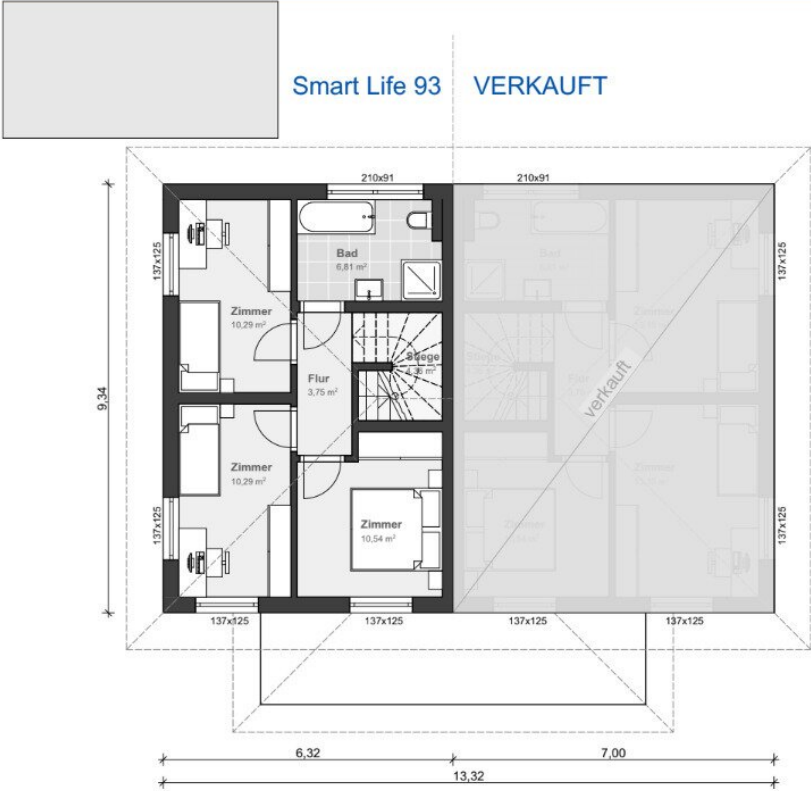 Smart Life 93
VERKAUFT
210x91
210x91
137x125
Bad
6,81 m²
137x125
Zimmer
10,29 m²
Stiege
Flur
3,75 m²
verkauft
9,34
Zimmer
10,29 m²
137x125
Zimmer
10,54 m²
137x125
137x125
137x125
137x125
137x125
6,32
7,00
13,32